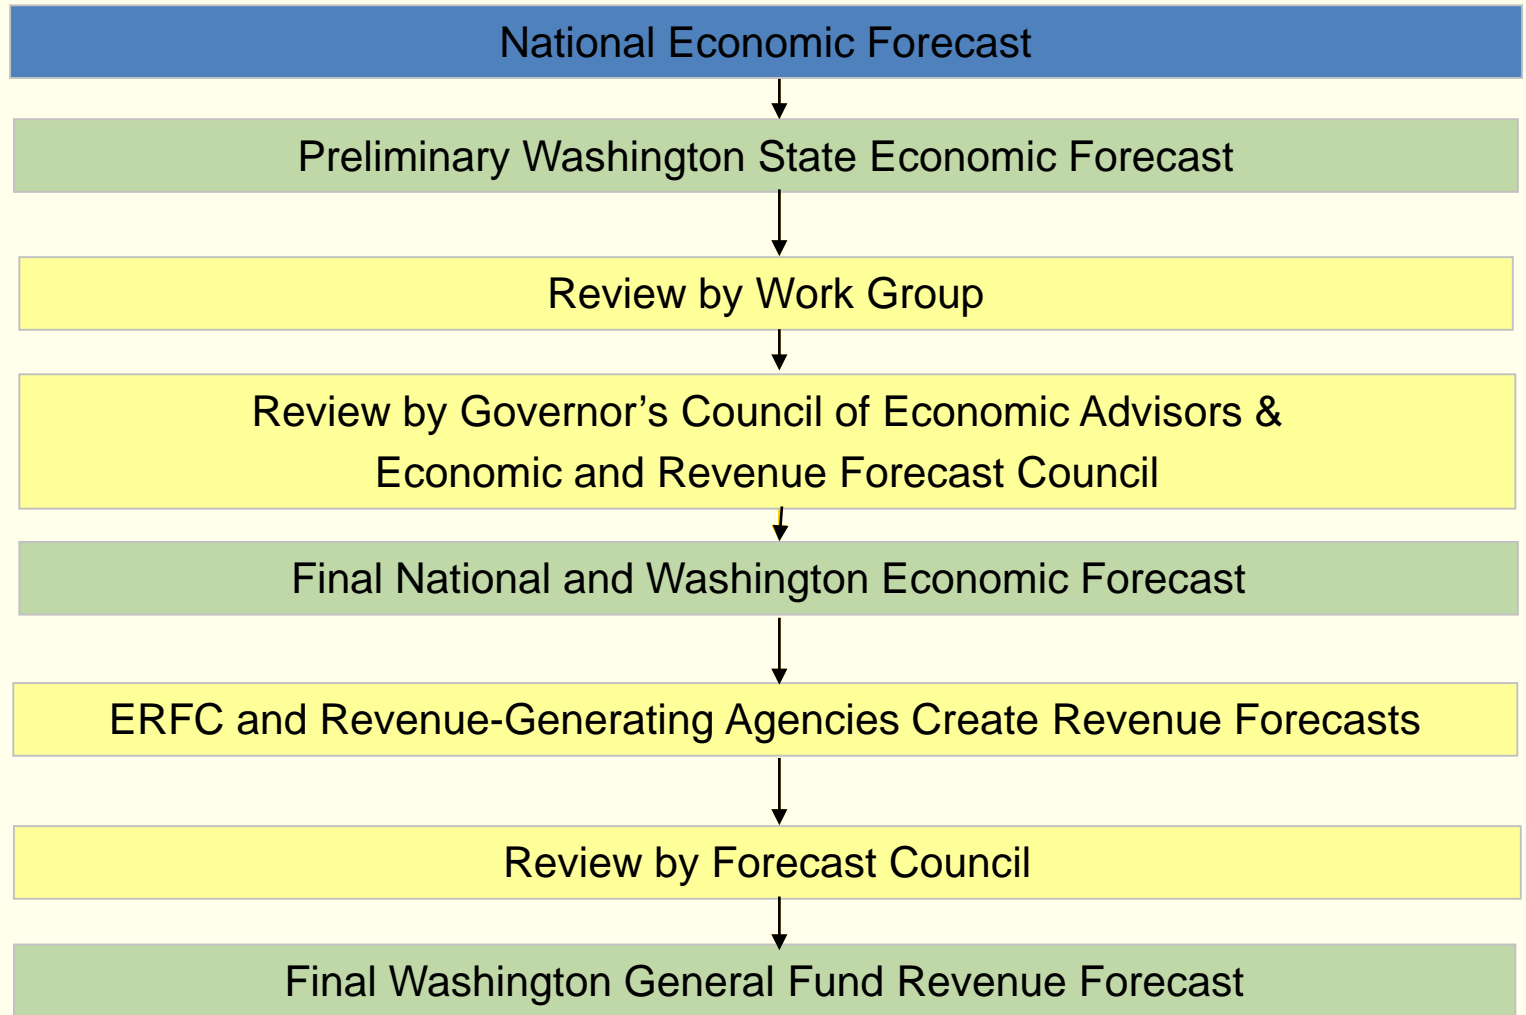 National Economic Forecast
Preliminary Washington State Economic Forecast
Review by Work Group
Review by Governor’s Council of Economic Advisors &
Economic and Revenue Forecast Council
Final National and Washington Economic Forecast
ERFC and Revenue-Generating Agencies Create Revenue Forecasts
Review by Forecast Council
Final Washington General Fund Revenue Forecast